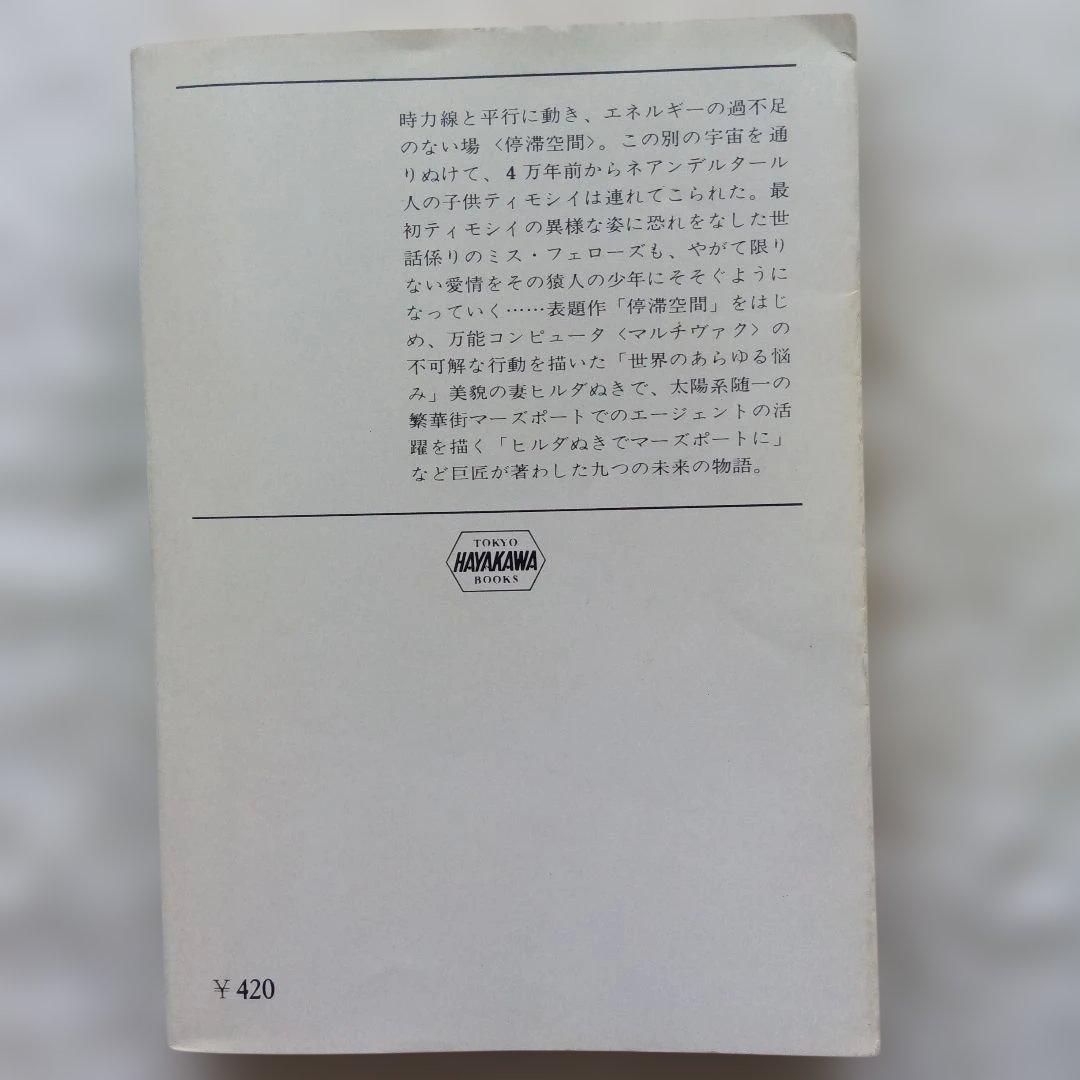 時力線と平行に動き、エネルギーの過不足
のない場〈停滞空間〉。この別の宇宙を通
りぬけて、4万年前からネアンデルタール
人の子供ティモシイは連れてこられた。最
初ティモシイの異様な姿に恐れをなした世
話係りのミス・フェローズも、やがて限り
ない愛情をその猿人の少年にそそぐように
なっていく……表題作「停滞空間」をはじ
め、万能コンピュータ〈マルチヴァク〉の
不可解な行動を描いた「世界のあらゆる悩
み」美貌の妻ヒルダぬきで、太陽系随一の
繁華街マーズポートでのエージェントの活
躍を描く「ヒルダぬきでマーズポートに」
など巨匠が著わした九つの未来の物語。
TOKYO
HAYAKAWA
BOOKS
￥420